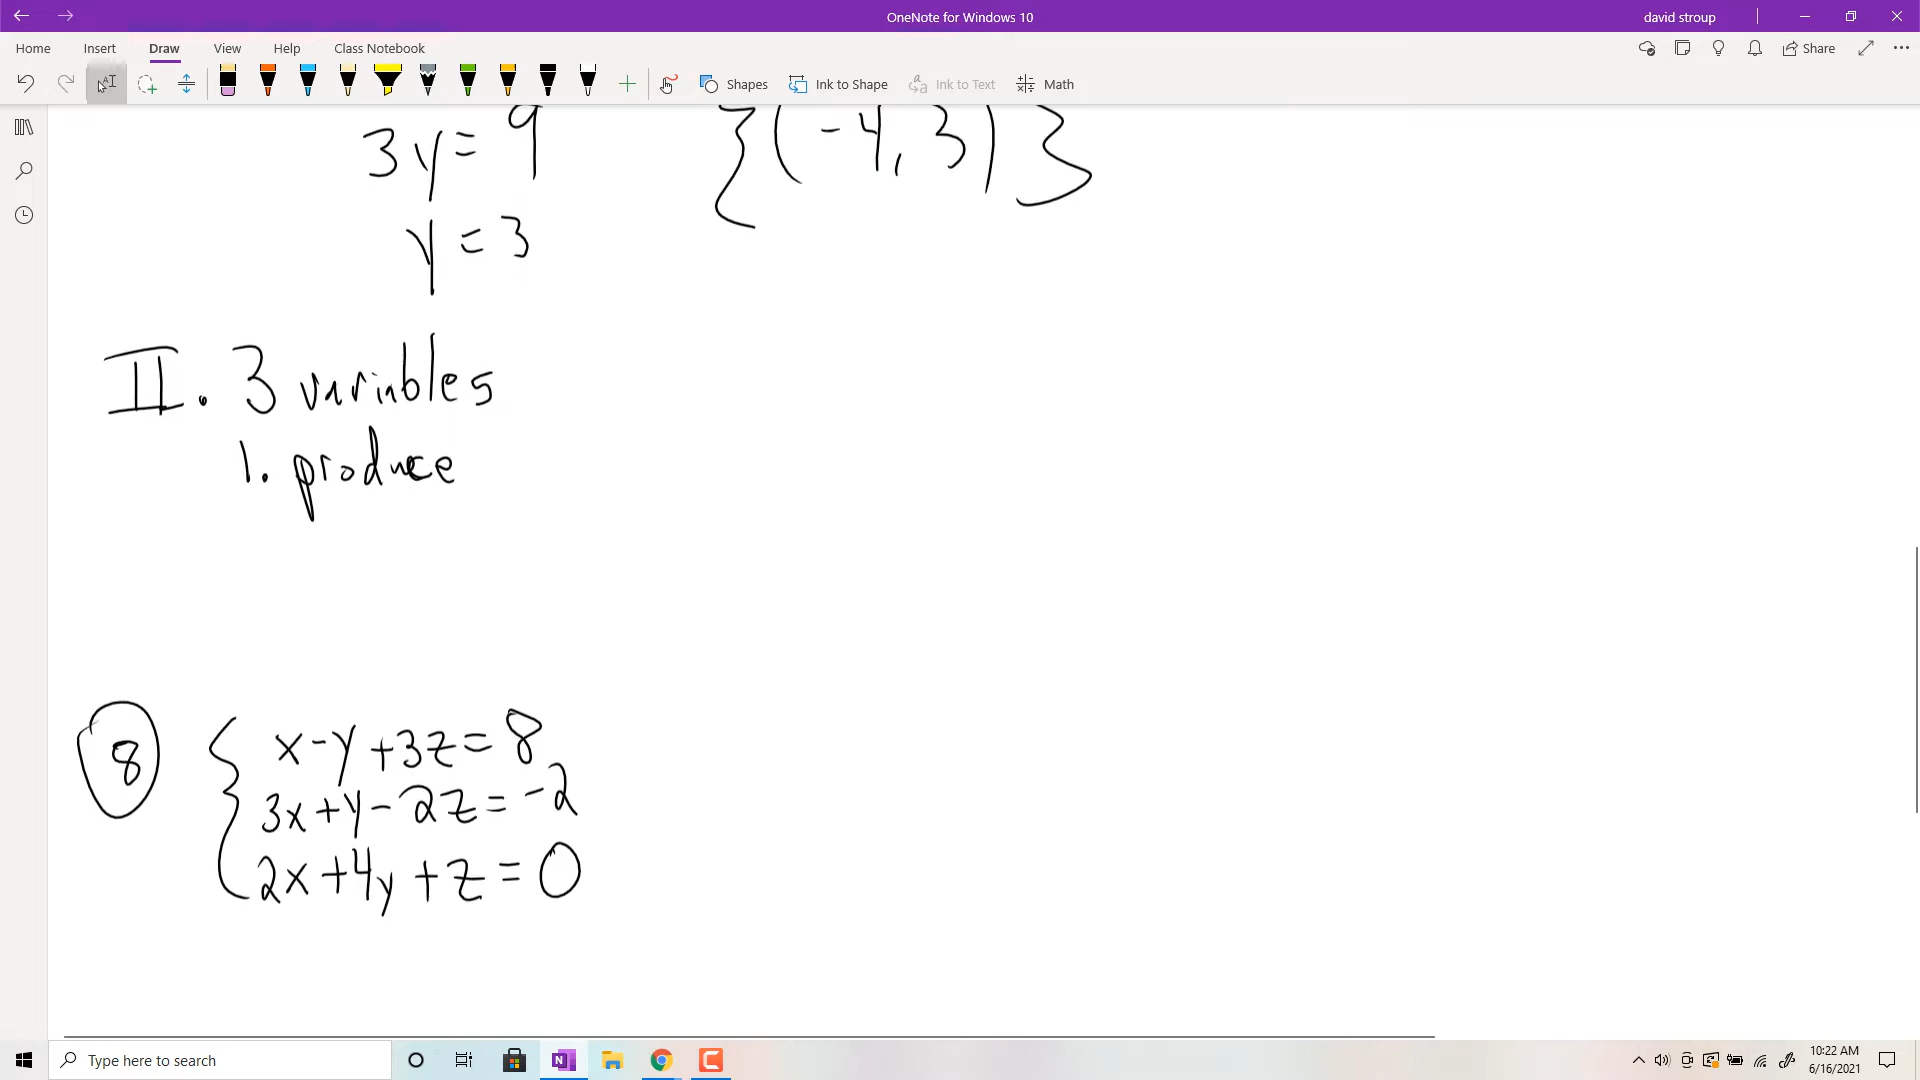 OneNote for Windows 10
david stroup
Home Insert Draw View Help Class Notebook
Share
Shapes Ink to Shape Ink to Text Math
3y = 9
{(-4, 3)}
y = 3
II. 3 variables
1. produce
8
x-y+3z=8
3x+y-2z=-2
2x+4y+z=0
Type here to search
10:22 AM
6/16/2021